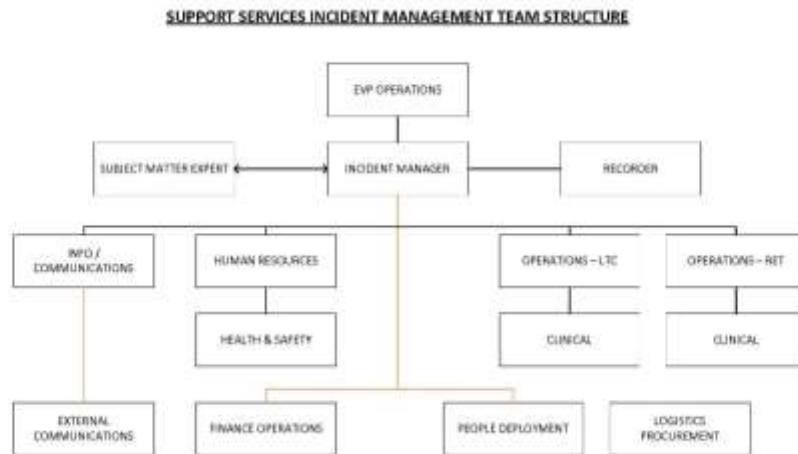 SUPPORT SERVICES INCIDENT MANAGEMENT TEAM STRUCTURE
EVP OPERATIONS
SUBJECT MATTER EXPERT
INCIDENT MANAGER
RECORDER
INFO /
COMMUNICATIONS
HUMAN RESOURCES
OPERATIONS – LTC
OPERATIONS – RET
HEALTH & SAFETY
CLINICAL
CLINICAL
EXTERNAL
COMMUNICATIONS
FINANCE OPERATIONS
PEOPLE DEPLOYMENT
LOGISTICS
PROCUREMENT